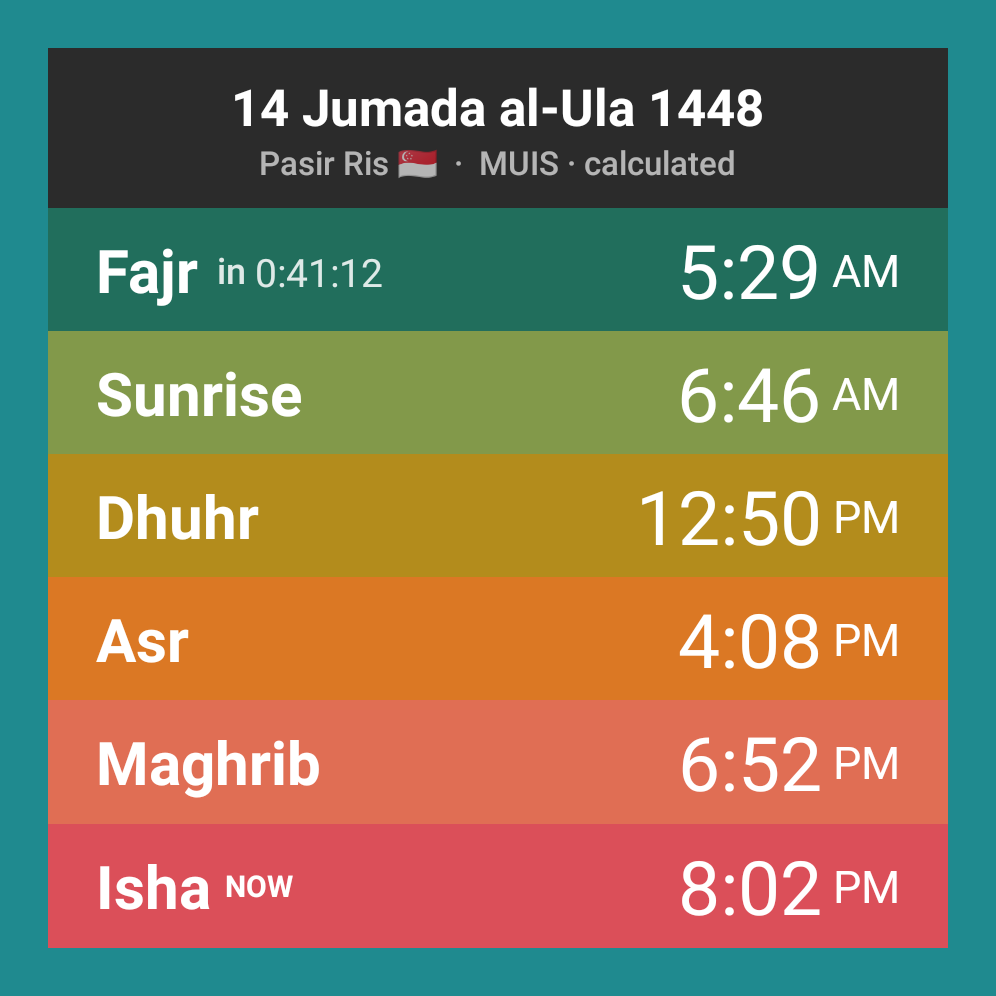 14 Jumada al-Ula 1448
Pasir Ris 🇸🇬 · MUIS · calculated
Fajr in 0:41:12 5:29 AM
Sunrise 6:46 AM
Dhuhr 12:50 PM
Asr 4:08 PM
Maghrib 6:52 PM
Isha NOW 8:02 PM